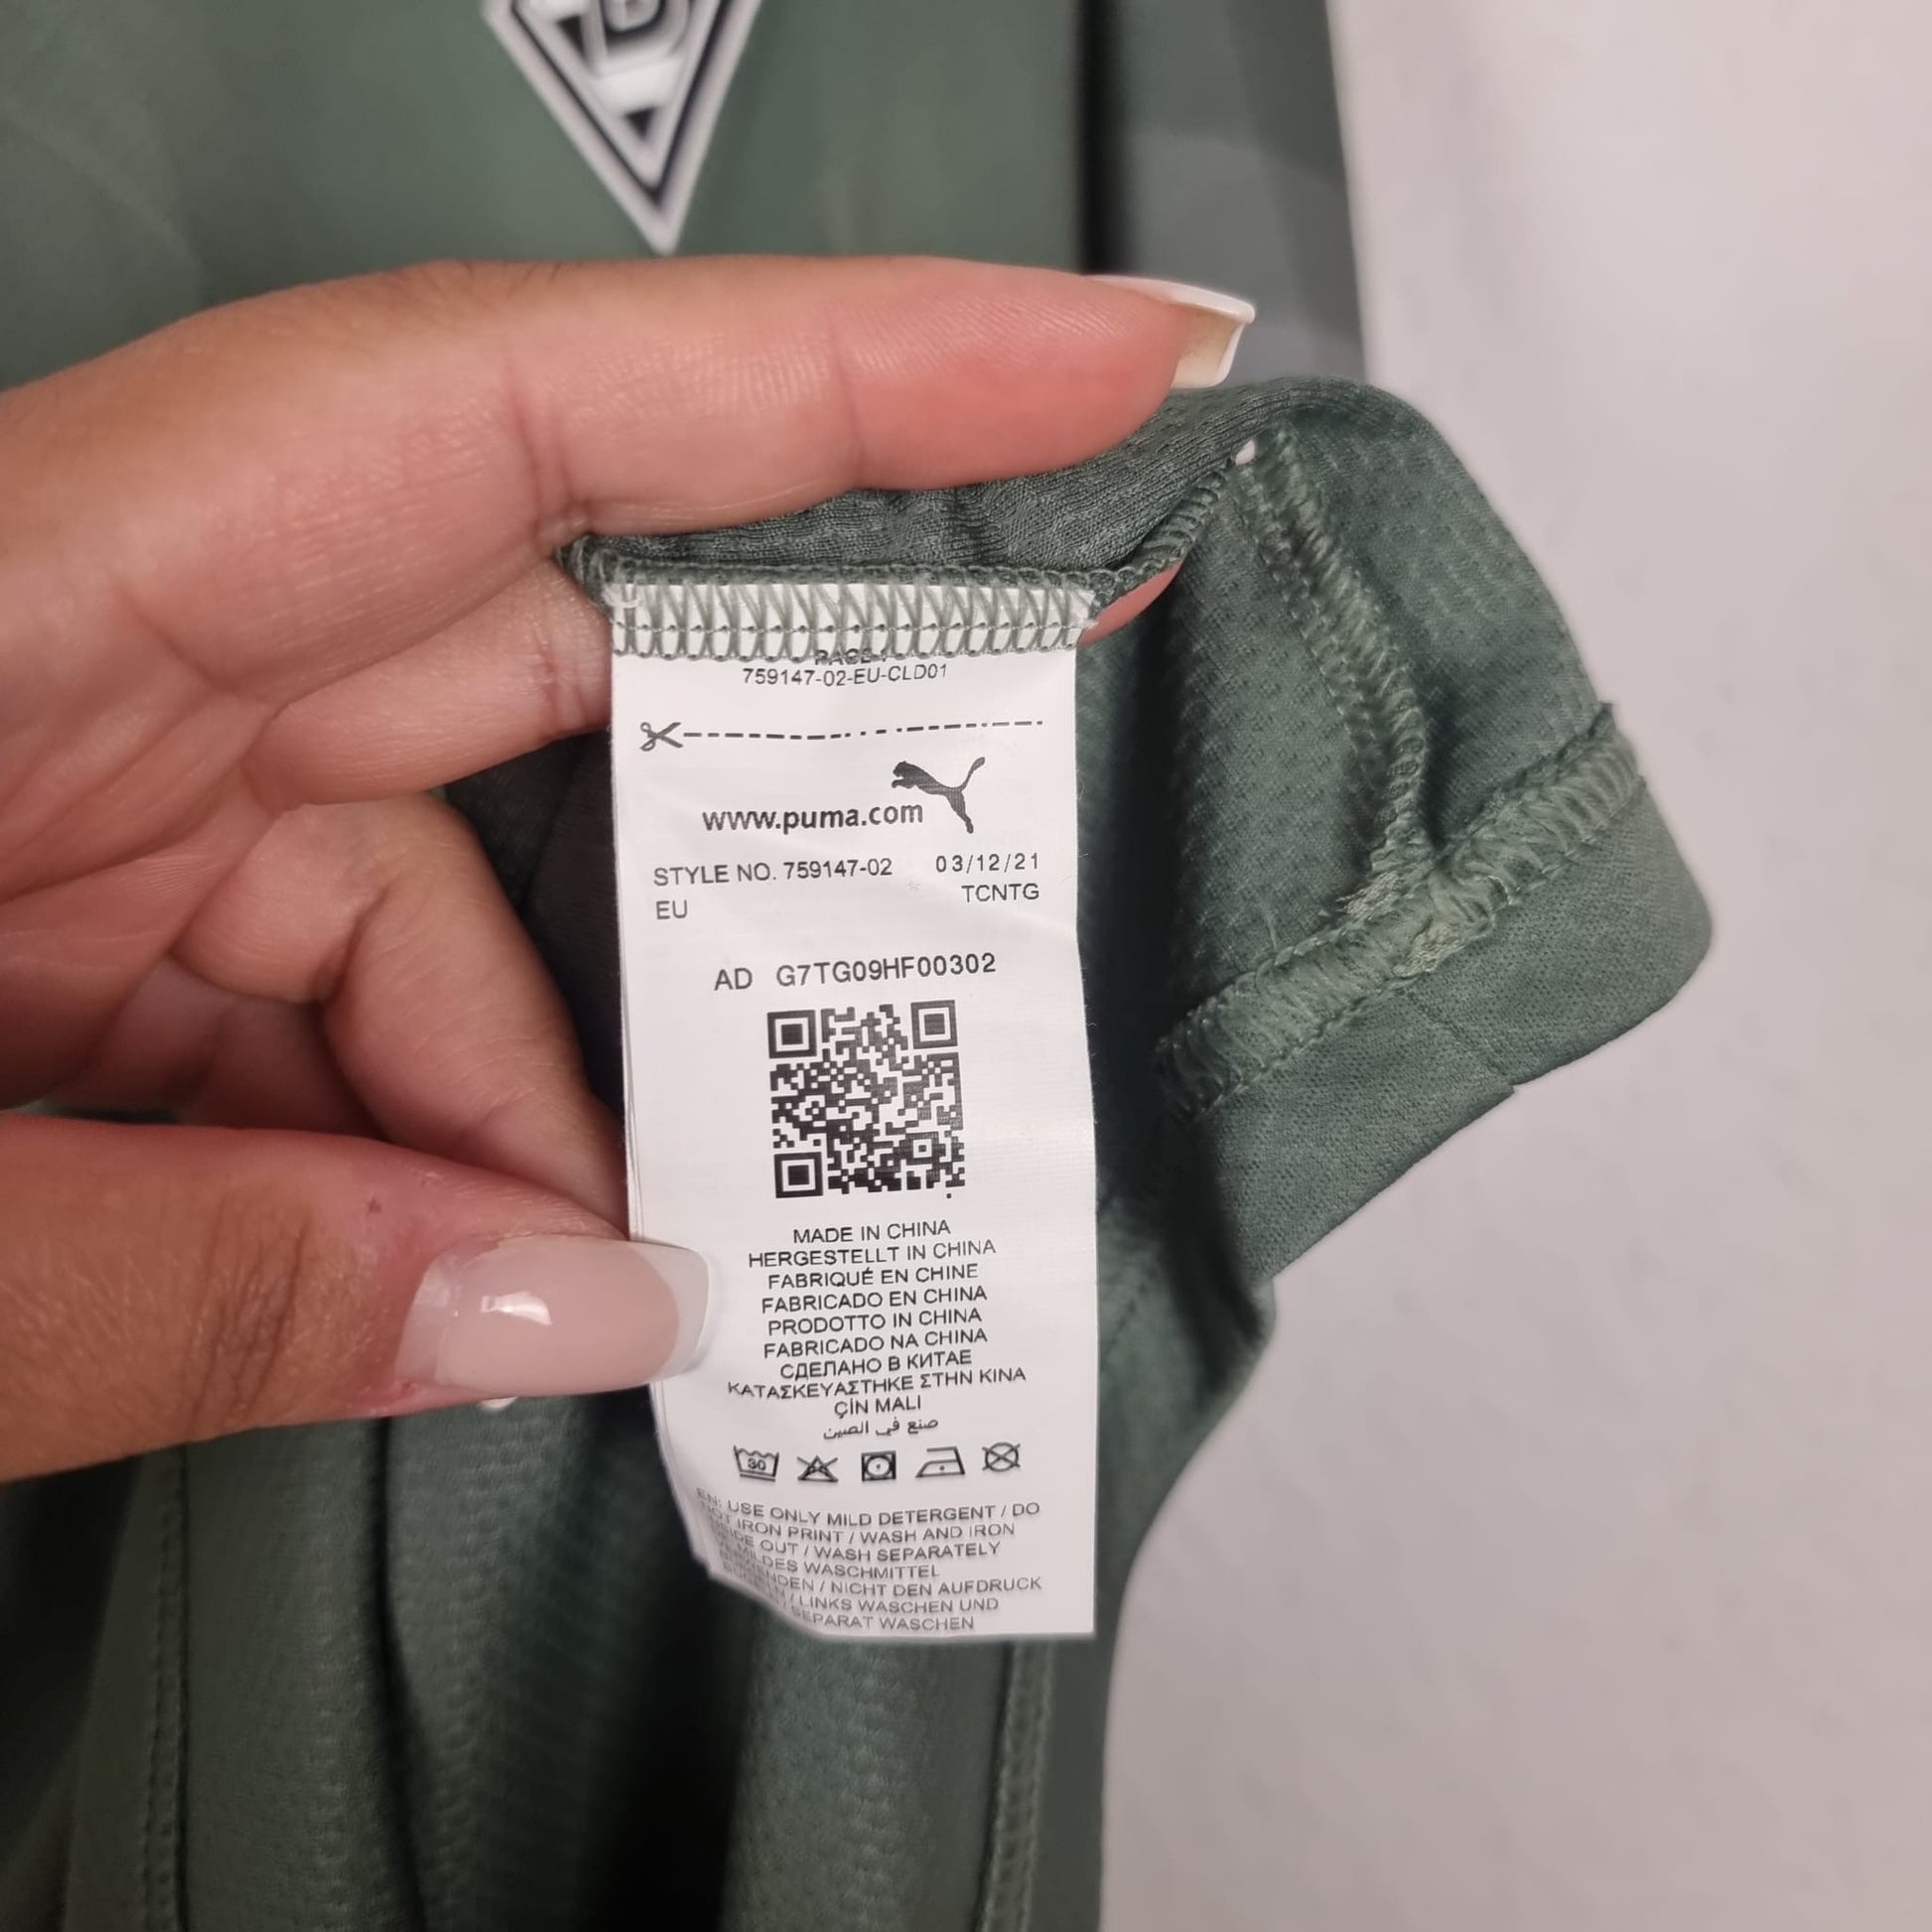 B
759147-02-EU-CLD01
www.puma.com
STYLE NO. 759147-02 03/12/21
EU TCNTG
AD G7TG09HF00302
MADE IN CHINA
HERGESTELLT IN CHINA
FABRIQUÉ EN CHINE
FABRICADO EN CHINA
PRODOTTO IN CHINA
FABRICADO NA CHINA
СДЕЛАНО В КИТАЕ
ΚΑΤΑΣΚΕΥΑΣΤΗΚΕ ΣΤΗΝ ΚΙΝΑ
ÇİN MALI
صنع في الصين
30
EN: USE ONLY MILD DETERGENT / DO
NOT IRON PRINT / WASH AND IRON
OUT / WASH SEPARATELY
MILDES WASCHMITTEL
/ NICHT DEN AUFDRUCK
/ LINKS WASCHEN UND
SEPARAT WASCHEN